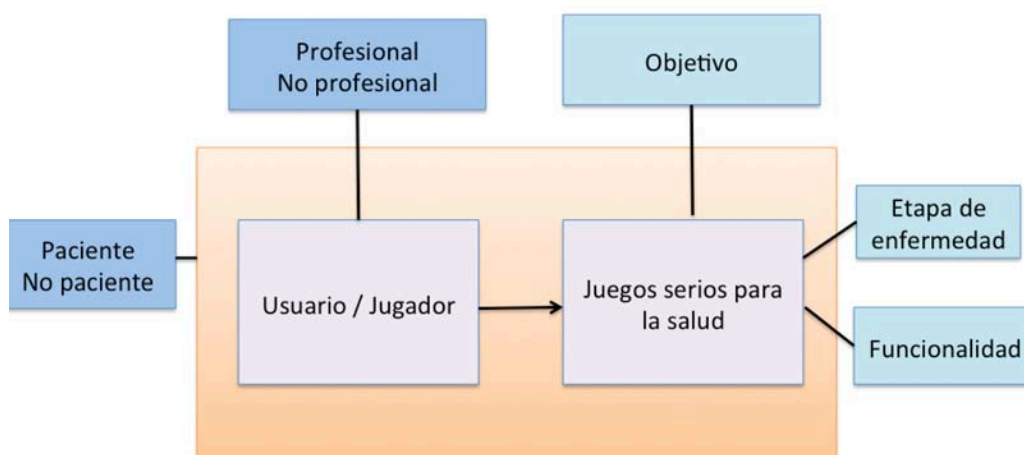 Profesional
No profesional
Objetivo
Paciente
No paciente
Usuario / Jugador
Juegos serios para
la salud
Etapa de
enfermedad
Funcionalidad